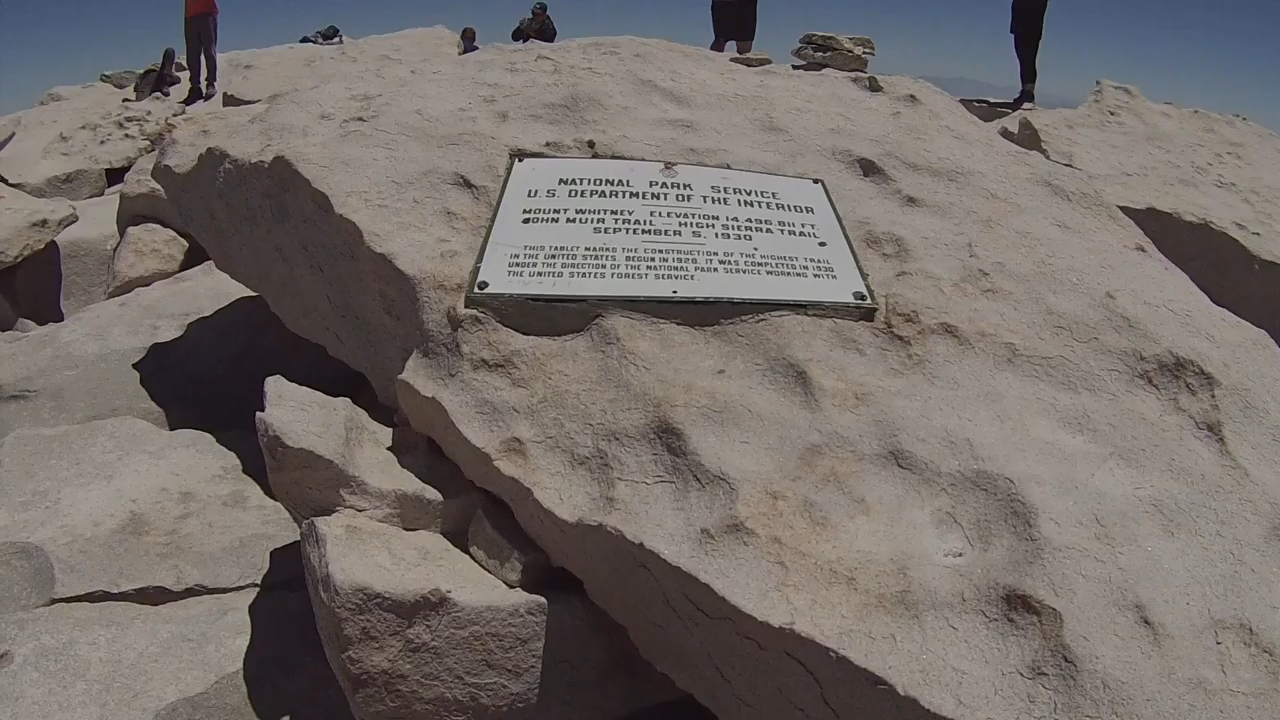 NATIONAL PARK SERVICE
U.S. DEPARTMENT OF THE INTERIOR
MOUNT WHITNEY ELEVATION 14,496.811 FT.
JOHN MUIR TRAIL — HIGH SIERRA TRAIL
SEPTEMBER 5, 1930
THIS TABLET MARKS THE CONSTRUCTION OF THE HIGHEST TRAIL
IN THE UNITED STATES. BEGUN IN 1928, IT WAS COMPLETED IN 1930
UNDER THE DIRECTION OF THE NATIONAL PARK SERVICE WORKING WITH
THE UNITED STATES FOREST SERVICE.